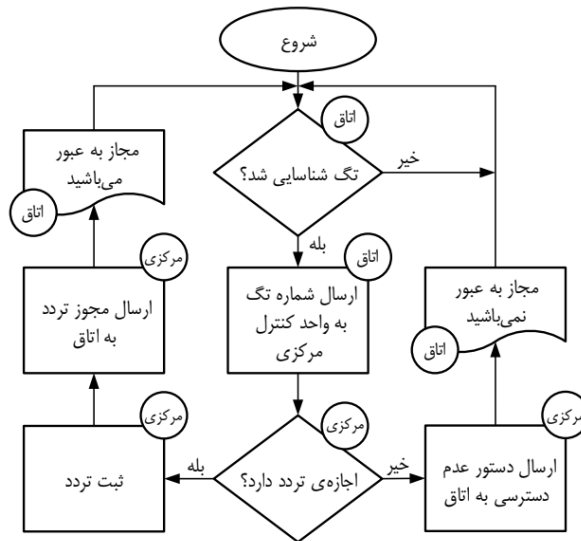 شروع
اتاق
تگ شناسایی شد؟
خیر
بله
مجاز به عبور
می‌باشید
اتاق
مرکزی
ارسال مجوز تردد
به اتاق
اتاق
ارسال شماره تگ
به واحد کنترل
مرکزی
مجاز به عبور
نمی‌باشید
اتاق
مرکزی
ثبت تردد
بله
مرکزی
اجازه‌ی تردد دارد؟
خیر
مرکزی
ارسال دستور عدم
دسترسی به اتاق